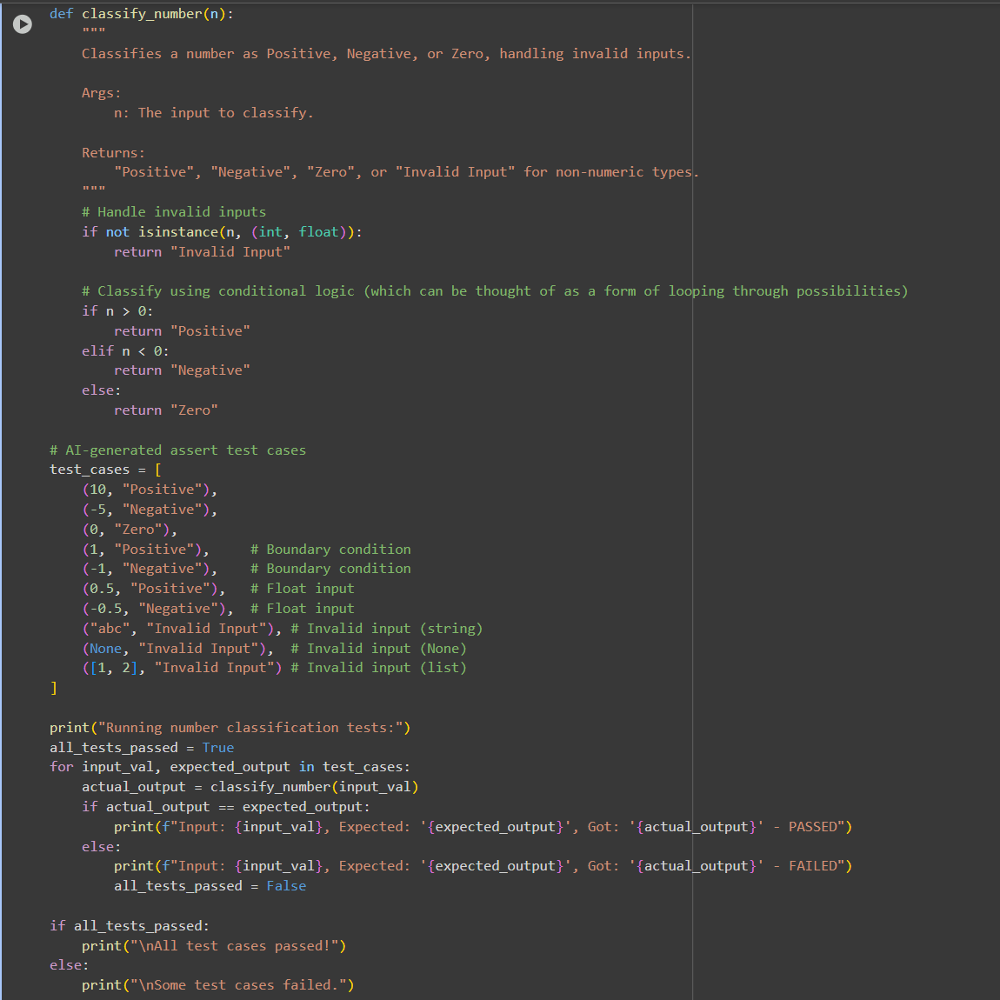 def classify_number(n):
    """
    Classifies a number as Positive, Negative, or Zero, handling invalid inputs.

    Args:
        n: The input to classify.

    Returns:
        "Positive", "Negative", "Zero", or "Invalid Input" for non-numeric types.
    """
    # Handle invalid inputs
    if not isinstance(n, (int, float)):
        return "Invalid Input"

    # Classify using conditional logic (which can be thought of as a form of looping through possibilities)
    if n > 0:
        return "Positive"
    elif n < 0:
        return "Negative"
    else:
        return "Zero"

# AI-generated assert test cases
test_cases = [
    (10, "Positive"),
    (-5, "Negative"),
    (0, "Zero"),
    (1, "Positive"),     # Boundary condition
    (-1, "Negative"),    # Boundary condition
    (0.5, "Positive"),   # Float input
    (-0.5, "Negative"),  # Float input
    ("abc", "Invalid Input"), # Invalid input (string)
    (None, "Invalid Input"),  # Invalid input (None)
    ([1, 2], "Invalid Input") # Invalid input (list)
]

print("Running number classification tests:")
all_tests_passed = True
for input_val, expected_output in test_cases:
    actual_output = classify_number(input_val)
    if actual_output == expected_output:
        print(f"Input: {input_val}, Expected: '{expected_output}', Got: '{actual_output}' - PASSED")
    else:
        print(f"Input: {input_val}, Expected: '{expected_output}', Got: '{actual_output}' - FAILED")
        all_tests_passed = False

if all_tests_passed:
    print("\nAll test cases passed!")
else:
    print("\nSome test cases failed.")